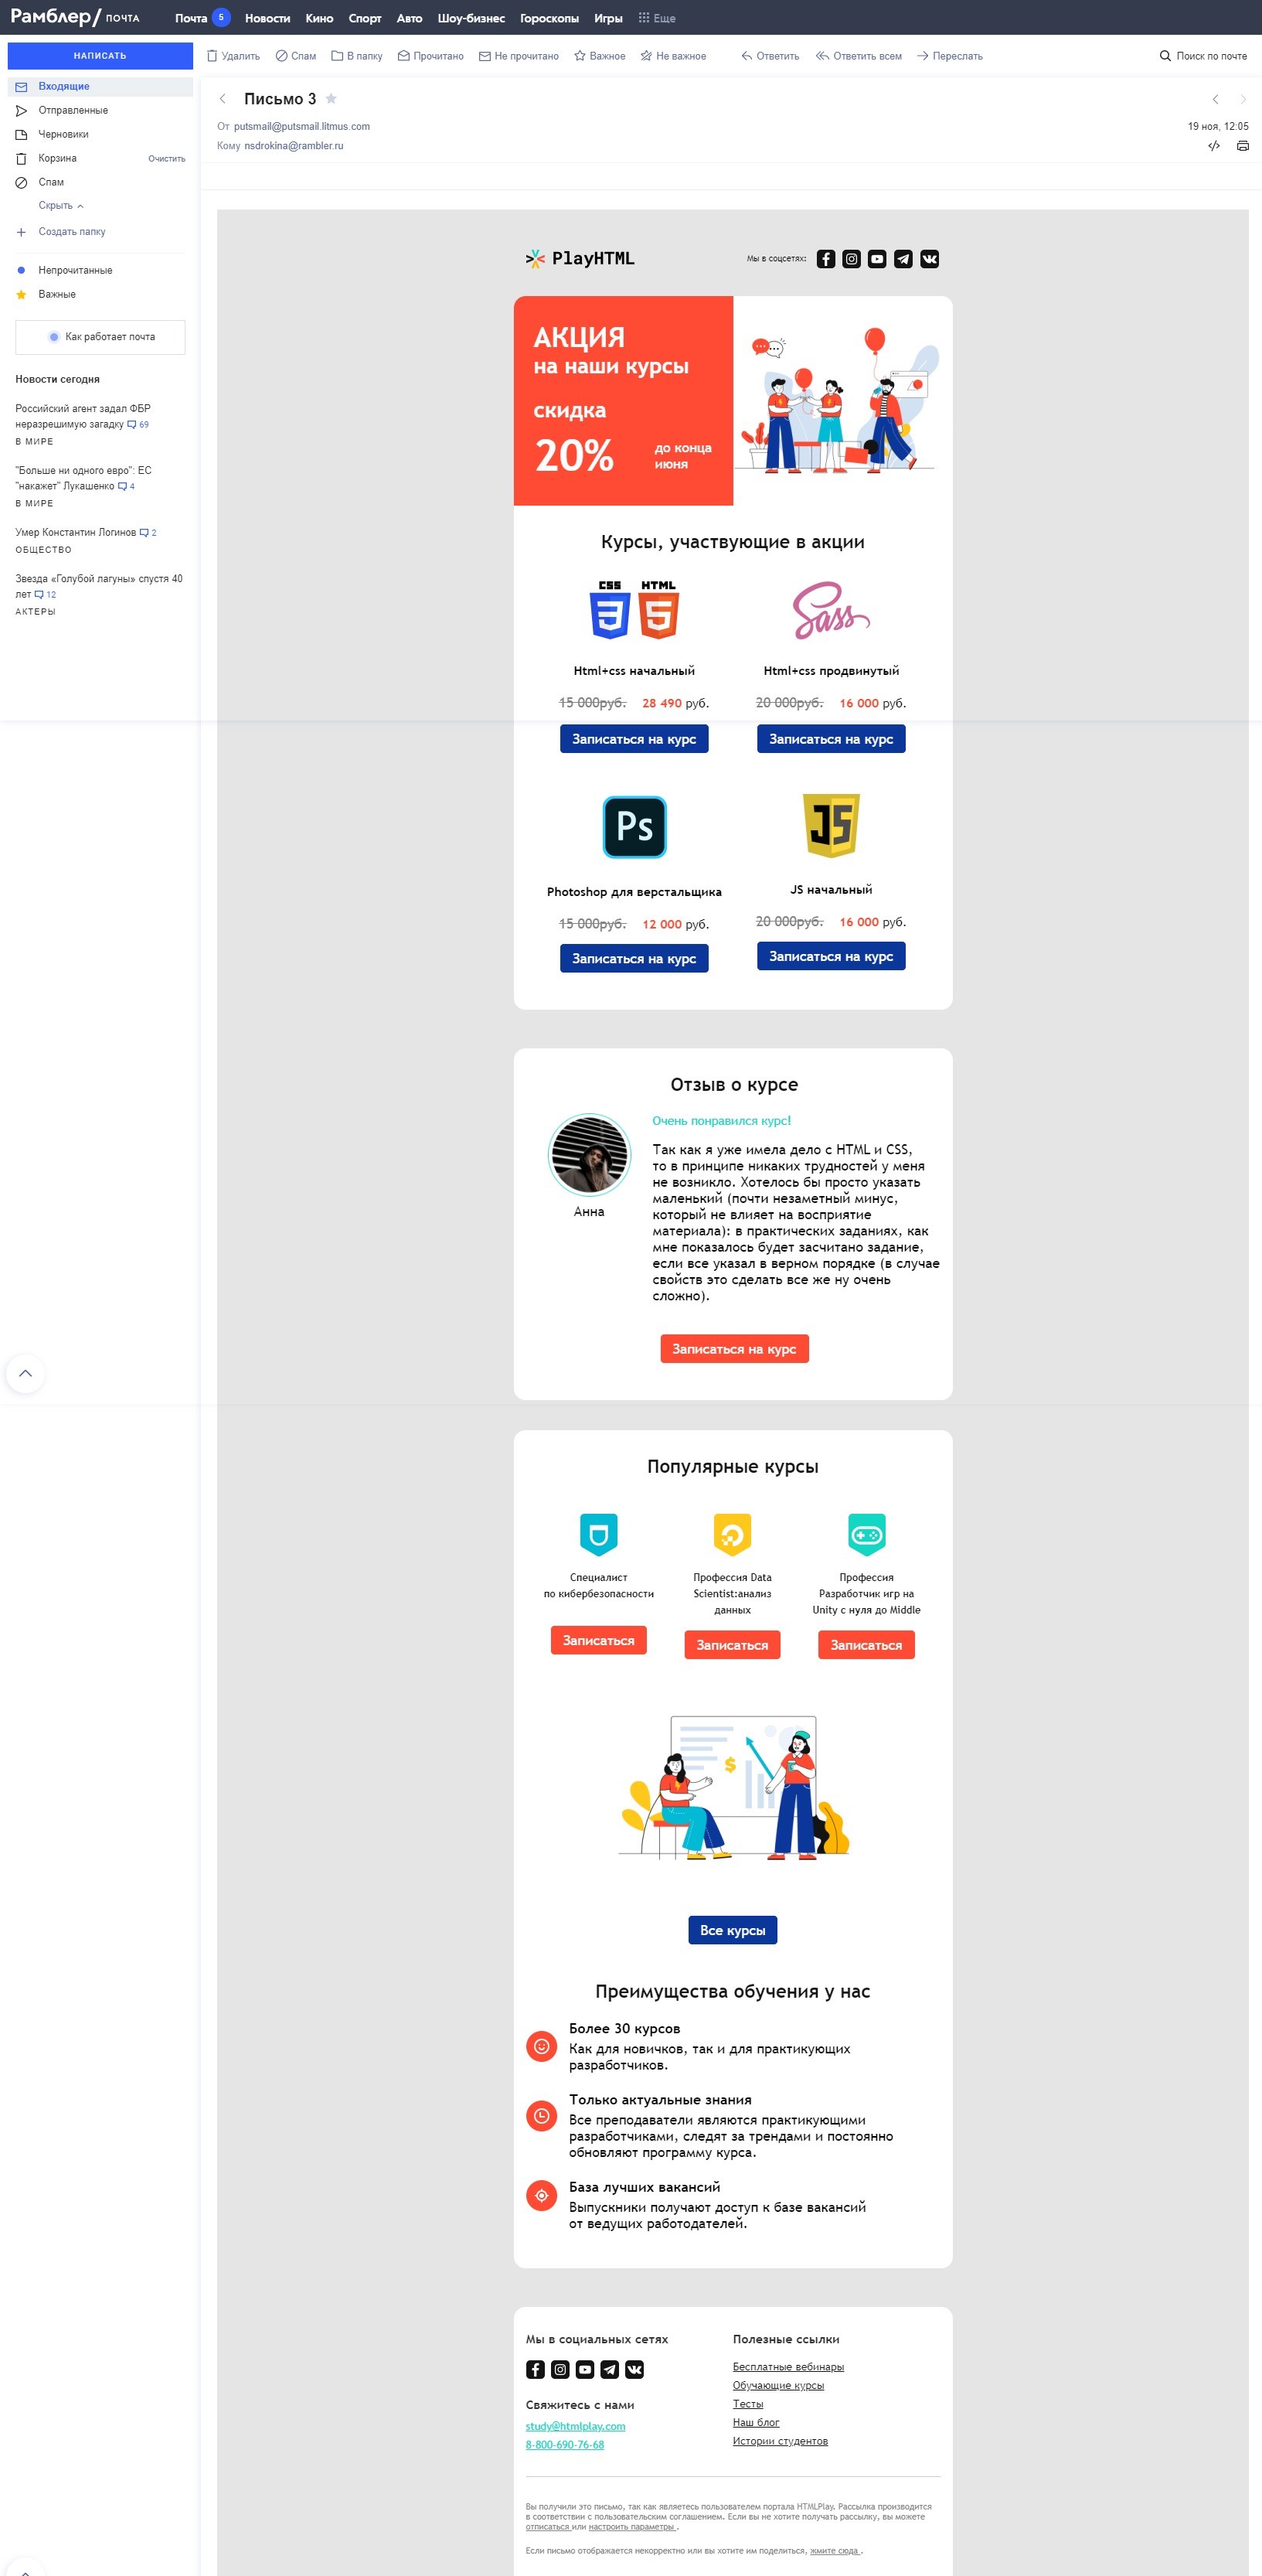 Рамблер/ ПОЧТА
Почта 5 Новости Кино Спорт Авто Шоу-бизнес Гороскопы Игры Еще
НАПИСАТЬ
Удалить Спам В папку Прочитано Не прочитано Важное Не важное Ответить Ответить всем Переслать Поиск по почте
Входящие
Отправленные
Черновики
Корзина Очистить
Спам
Скрыть
Создать папку
Непрочитанные
Важные
Как работает почта
Новости сегодня
Российский агент задал ФБР
неразрешимую загадку 69
В МИРЕ
"Больше ни одного евро": ЕС
"накажет" Лукашенко 4
В МИРЕ
Умер Константин Логинов 2
ОБЩЕСТВО
Звезда «Голубой лагуны» спустя 40
лет 12
АКТЕРЫ
Письмо 3
От putsmail@putsmail.litmus.com 19 ноя, 12:05
Кому nsdrokina@rambler.ru
PlayHTML
Мы в соцсетях:
АКЦИЯ
на наши курсы
скидка
20% до конца
июня
Курсы, участвующие в акции
CSS HTML
3 5
Sass
Html+css начальный
15 000руб. 28 490 руб.
Записаться на курс
Html+css продвинутый
20 000руб. 16 000 руб.
Записаться на курс
Ps
Photoshop для верстальщика
15 000руб. 12 000 руб.
Записаться на курс
JS
JS начальный
20 000руб. 16 000 руб.
Записаться на курс
Отзыв о курсе
Анна
Очень понравился курс!
Так как я уже имела дело с HTML и CSS,
то в принципе никаких трудностей у меня
не возникло. Хотелось бы просто указать
маленький (почти незаметный минус,
который не влияет на восприятие
материала): в практических заданиях, как
мне показалось будет засчитано задание,
если все указал в верном порядке (в случае
свойств это сделать все же ну очень
сложно).
Записаться на курс
Популярные курсы
Специалист
по кибербезопасности
Записаться
Профессия Data
Scientist:анализ
данных
Записаться
Профессия
Разработчик игр на
Unity с нуля до Middle
Записаться
$
Все курсы
Преимущества обучения у нас
Более 30 курсов
Как для новичков, так и для практикующих
разработчиков.
Только актуальные знания
Все преподаватели являются практикующими
разработчиками, следят за трендами и постоянно
обновляют программу курса.
База лучших вакансий
Выпускники получают доступ к базе вакансий
от ведущих работодателей.
Мы в социальных сетях
Свяжитесь с нами
study@htmlplay.com
8-800-690-76-68
Полезные ссылки
Бесплатные вебинары
Обучающие курсы
Тесты
Наш блог
Истории студентов
Вы получили это письмо, так как являетесь пользователем портала HTMLPlay. Рассылка производится
в соответствии с пользовательским соглашением. Если вы не хотите получать рассылку, вы можете
отписаться или настроить параметры .
Если письмо отображается некорректно или вы хотите им поделиться, жмите сюда .